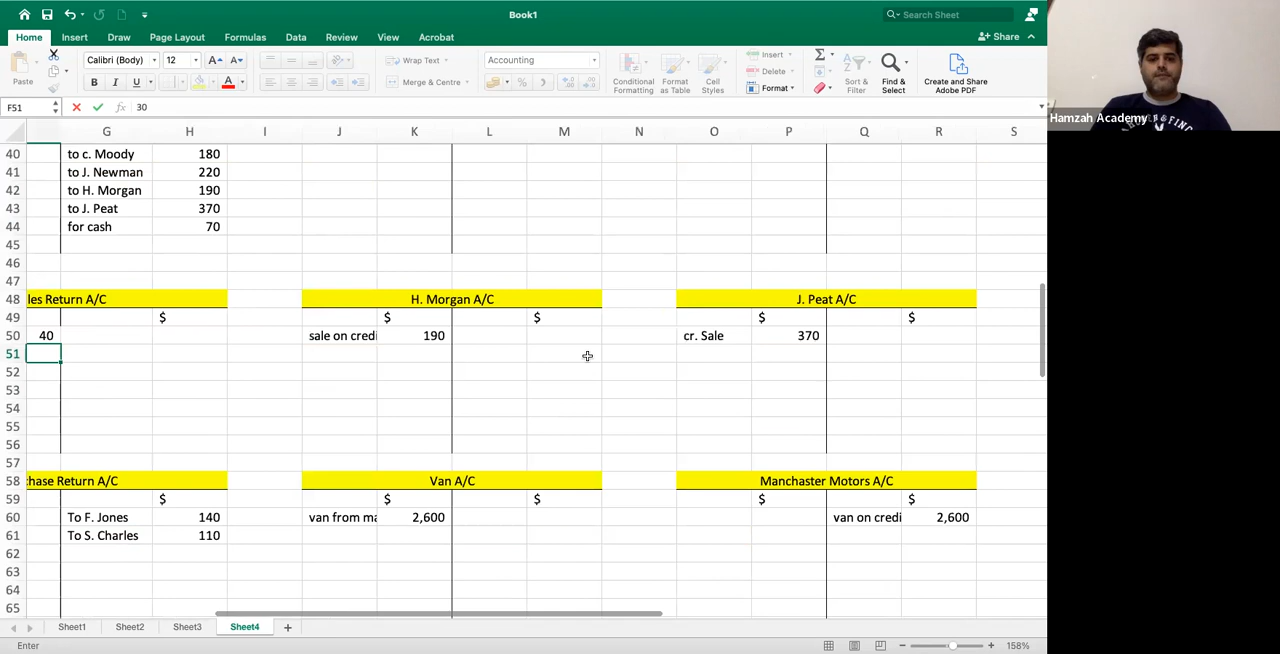 Book1
Search Sheet
Home Insert Draw Page Layout Formulas Data Review View Acrobat
Share
Paste
Calibri (Body) 12 A A
B I U A
Wrap Text
Merge & Centre
Accounting
%
Conditional Formatting
Format as Table
Cell Styles
Insert
Delete
Format
Sort & Filter
Find & Select
Create and Share Adobe PDF
Hamzah Academy
F51 fx 30
G H I J K L M N O P Q R S
40 to c. Moody 180
41 to J. Newman 220
42 to H. Morgan 190
43 to J. Peat 370
44 for cash 70
45
46
47
48 les Return A/C H. Morgan A/C J. Peat A/C
49 $ $ $ $ $
50 40 sale on credi 190 cr. Sale 370
51
52
53
54
55
56
57
58 hase Return A/C Van A/C Manchaster Motors A/C
59 $ $ $ $ $
60 To F. Jones 140 van from ma 2,600 van on credi 2,600
61 To S. Charles 110
62
63
64
65
Sheet1 Sheet2 Sheet3 Sheet4 +
Enter 158%